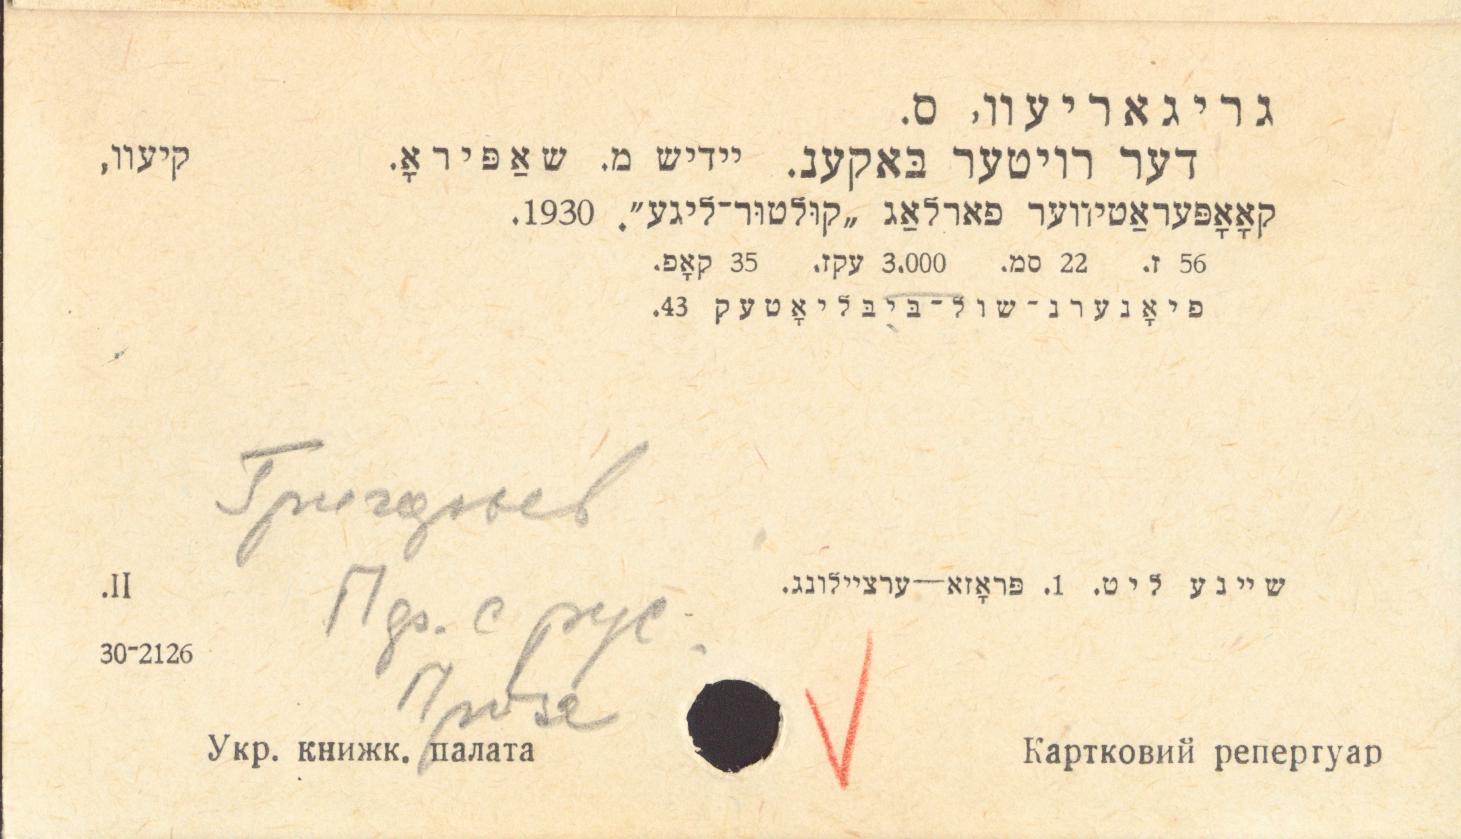 גריגאריעוו, ס.
דער רויטער באקענ. יידיש מ. שאַפּיראָ. קיעוו,
קאָאָפּעראַטיווער פארלאַג „קולטור־ליגע”. 1930.
56 ז. 22 סמ. 3.000 עקז. 35 קאָפּ.
פּיאָנערנ־שול־ביבליאָטעק 43.
Григорьев
שיינע ליט. 1. פּראָזא—ערציילונג. II.
Пер. с рус.
30-2126
Проза
Укр. книжк. палата
Картковий репертуар